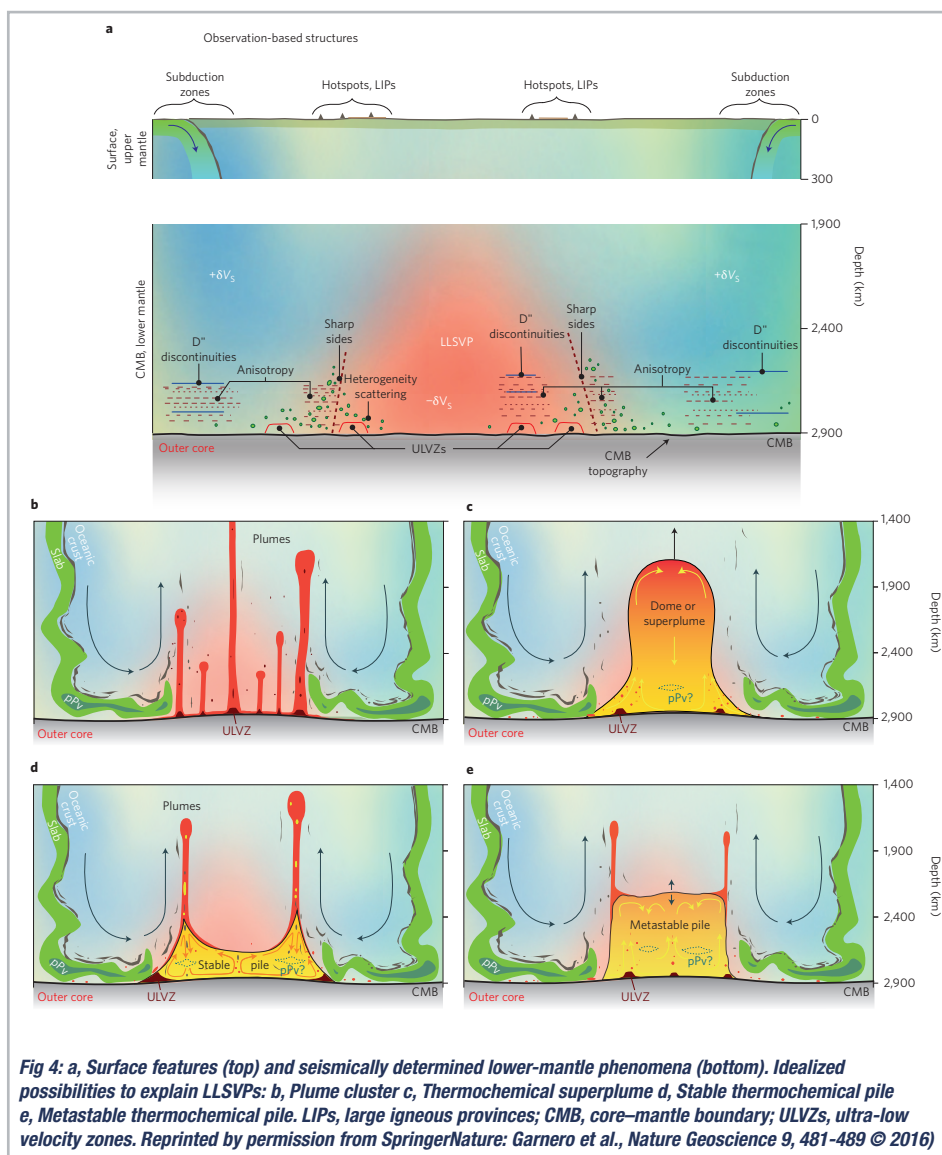 a
Observation-based structures
Subduction
zones
Hotspots, LIPs
Hotspots, LIPs
Subduction
zones
Surface,
upper
mantle
0
300
1,900
CMB, lower mantle
Depth (km)
+δVS
+δVS
2,400
D"
discontinuities
Anisotropy
Sharp
sides
Heterogeneity
scattering
LLSVP
−δVS
D"
discontinuities
Sharp
sides
Anisotropy
D"
discontinuities
2,900
Outer core
ULVZs
CMB
topography
CMB
b
Slab
Oceanic
crust
Plumes
pPv
ULVZ
Outer core
CMB
c
Slab
Oceanic
crust
Dome or
superplume
pPv?
pPv
ULVZ
Outer core
CMB
1,400
1,900
2,400
2,900
Depth (km)
d
Slab
Oceanic
crust
Plumes
Stable pile
pPv?
pPv
ULVZ
Outer core
CMB
e
Slab
Oceanic
crust
Metastable pile
pPv?
pPv
ULVZ
Outer core
CMB
1,400
1,900
2,400
2,900
Depth (km)
Fig 4: a, Surface features (top) and seismically determined lower-mantle phenomena (bottom). Idealized
possibilities to explain LLSVPs: b, Plume cluster c, Thermochemical superplume d, Stable thermochemical pile
e, Metastable thermochemical pile. LIPs, large igneous provinces; CMB, core–mantle boundary; ULVZs, ultra-low
velocity zones. Reprinted by permission from SpringerNature: Garnero et al., Nature Geoscience 9, 481-489 © 2016)